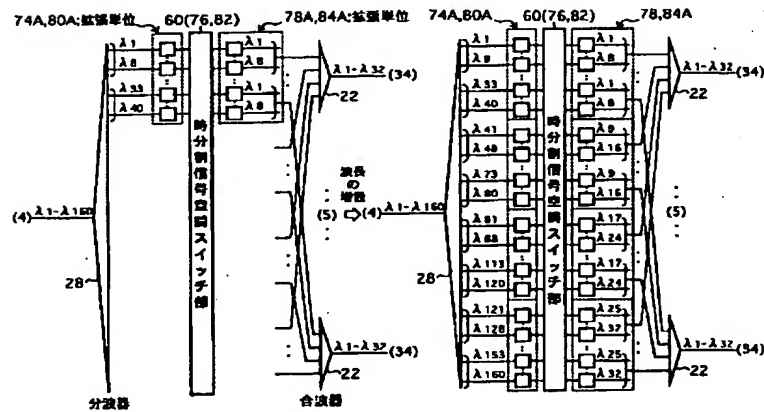 74A,80A;拡張単位
60(76,82)
78A,84A;拡張単位
λ1
λ8
λ33
λ40
λ1
λ8
λ1
λ8
時分割信号空間スイッチ部
λ1-λ32
(34)
22
(4)
λ1-λ160
28
(5)
λ1-λ32
(34)
22
分波器
合波器
波長の増設
74A,80A
60(76,82)
78,84A
(4)
λ1-λ160
28
λ1
λ9
λ33
λ40
λ41
λ48
λ73
λ80
λ81
λ88
λ113
λ120
λ121
λ128
λ153
λ160
時分割信号空間スイッチ部
λ1
λ8
λ1
λ8
λ9
λ16
λ9
λ16
λ17
λ24
λ17
λ24
λ25
λ32
λ25
λ32
λ1-λ32
(34)
22
(5)
λ1-λ32
(34)
22